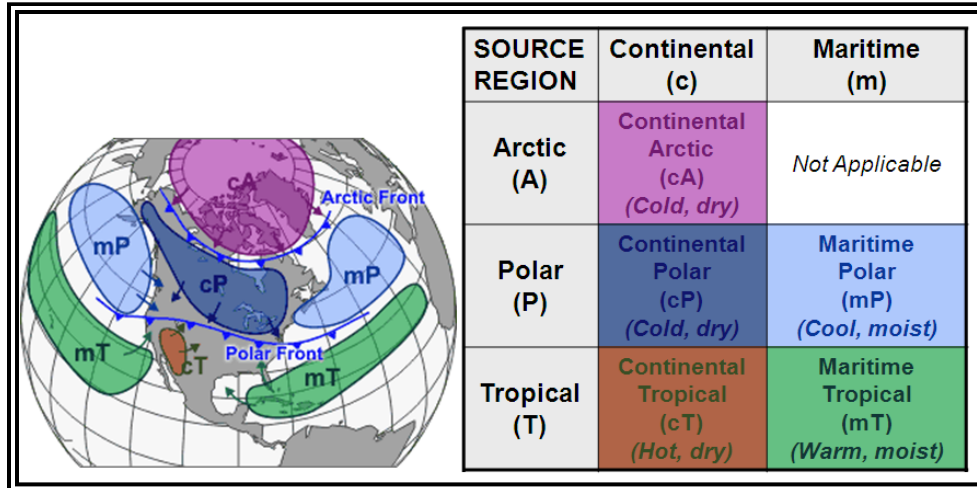 cA
Arctic Front
mP
cP
mP
Polar Front
mT
cT
mT
SOURCE REGION
Continental (c)
Maritime (m)
Arctic (A)
Continental
Arctic
(cA)
(Cold, dry)
Not Applicable
Polar (P)
Continental
Polar
(cP)
(Cold, dry)
Maritime
Polar
(mP)
(Cool, moist)
Tropical (T)
Continental
Tropical
(cT)
(Hot, dry)
Maritime
Tropical
(mT)
(Warm, moist)